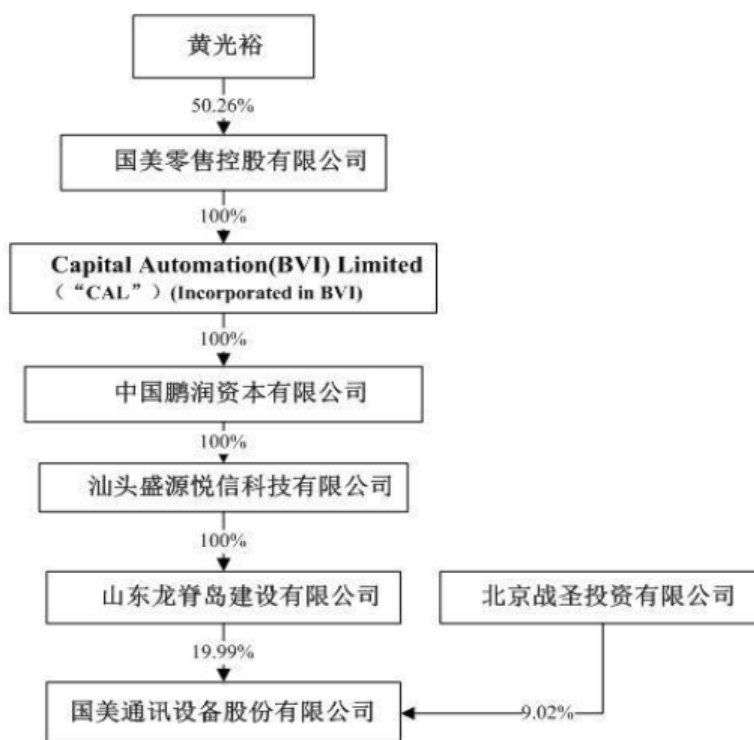 黄光裕
50.26%
国美零售控股有限公司
100%
Capital Automation(BVI) Limited
（“CAL”）(Incorporated in BVI)
100%
中国鹏润资本有限公司
100%
汕头盛源悦信科技有限公司
100%
山东龙脊岛建设有限公司
北京战圣投资有限公司
19.99%
国美通讯设备股份有限公司
9.02%